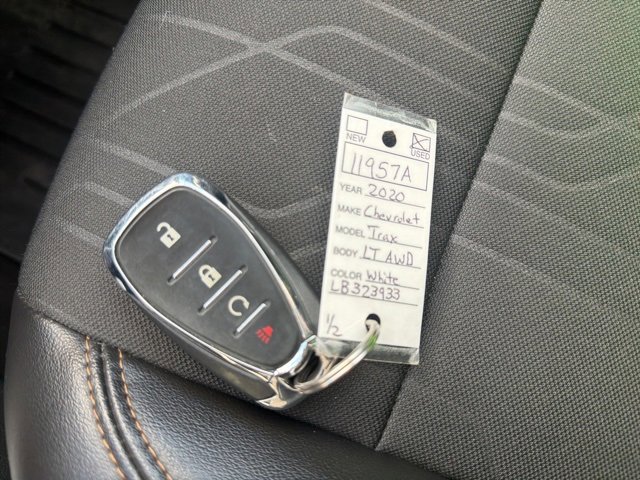 NEW USED
11957A
YEAR 2020
MAKE Chevrolet
MODEL Trax
BODY LT AWD
COLOR White
LB323933
1/2